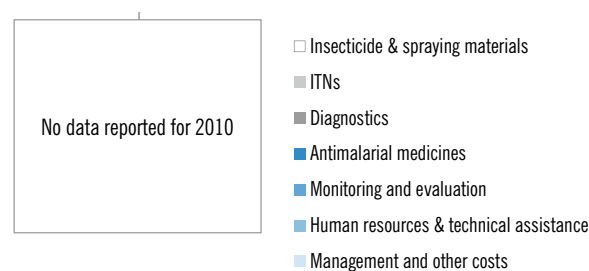 No data reported for 2010
Insecticide & spraying materials
ITNs
Diagnostics
Antimalarial medicines
Monitoring and evaluation
Human resources & technical assistance
Management and other costs